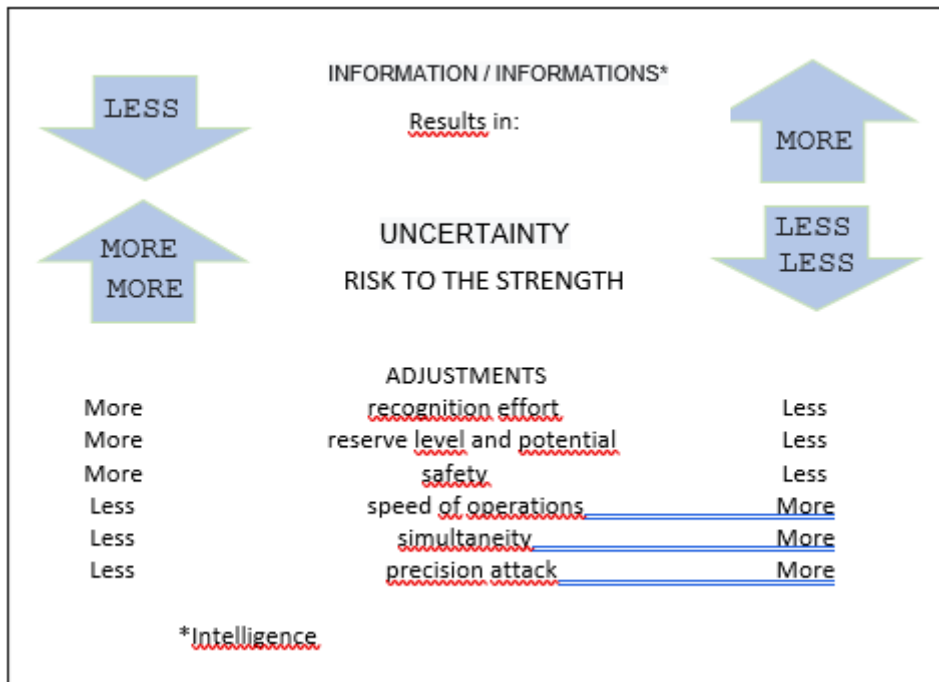 INFORMATION / INFORMATIONS*
LESS Results in: MORE
MORE UNCERTAINTY LESS
MORE RISK TO THE STRENGTH LESS
ADJUSTMENTS
More recognition effort Less
More reserve level and potential Less
More safety Less
Less speed of operations More
Less simultaneity More
Less precision attack More
*Intelligence